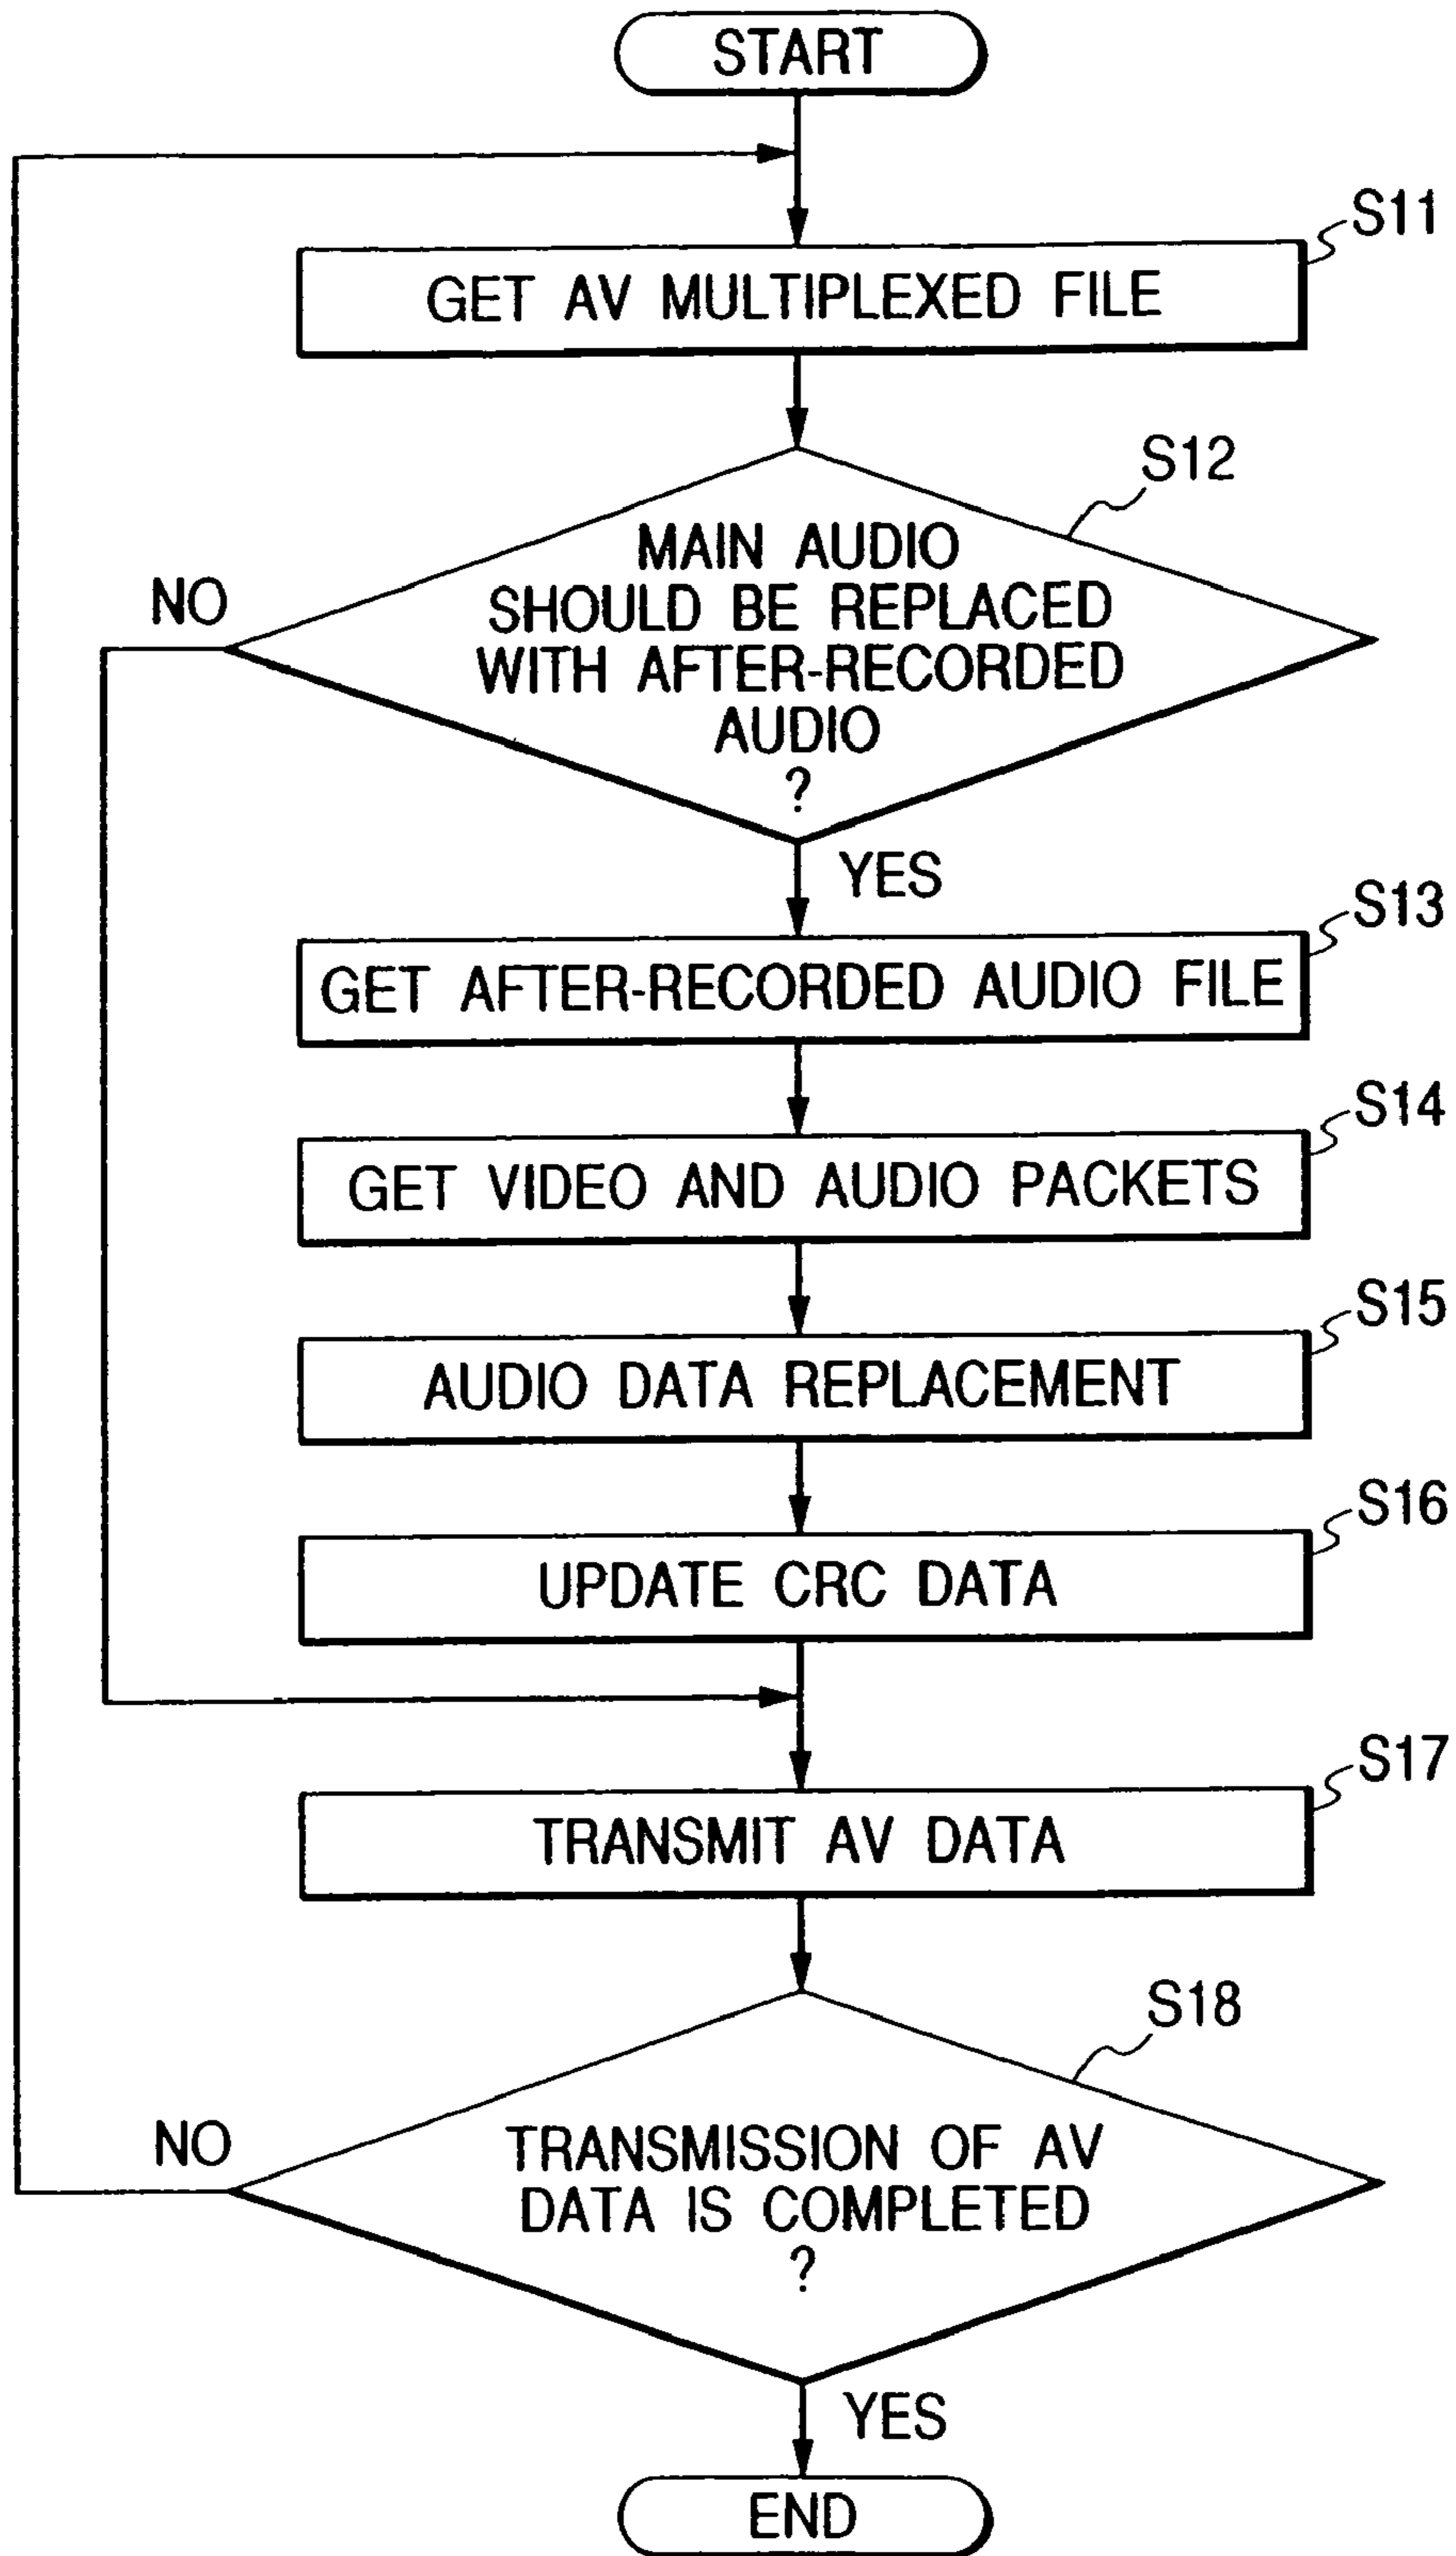 START
S11
GET AV MULTIPLEXED FILE
S12
MAIN AUDIO
SHOULD BE REPLACED
WITH AFTER-RECORDED
AUDIO
?
NO
YES
S13
GET AFTER-RECORDED AUDIO FILE
S14
GET VIDEO AND AUDIO PACKETS
S15
AUDIO DATA REPLACEMENT
S16
UPDATE CRC DATA
S17
TRANSMIT AV DATA
S18
NO
TRANSMISSION OF AV
DATA IS COMPLETED
?
YES
END